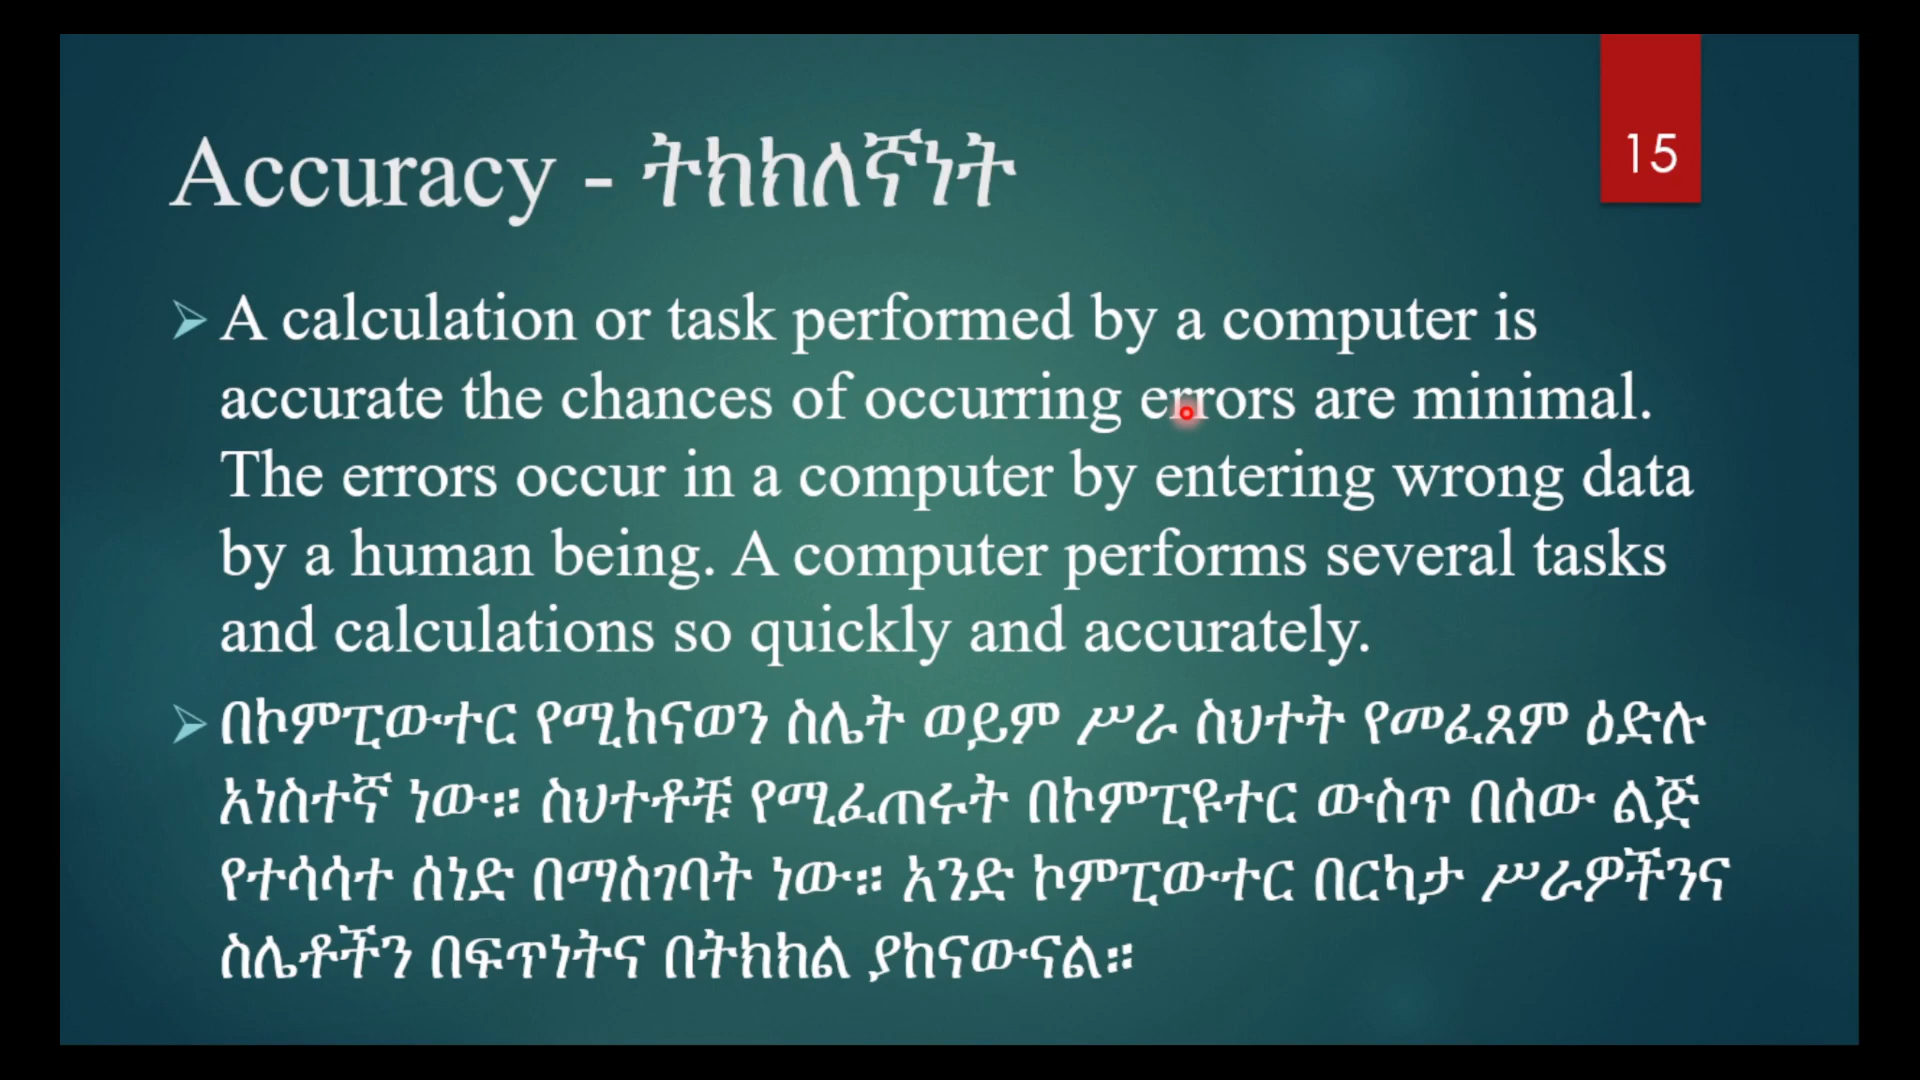 15
Accuracy - ትክክለኛነት
A calculation or task performed by a computer is
accurate the chances of occurring errors are minimal.
The errors occur in a computer by entering wrong data
by a human being. A computer performs several tasks
and calculations so quickly and accurately.
በኮምፒውተር የሚከናወን ስሌት ወይም ሥራ ስህተት የመፈጸም ዕድሉ
አነስተኛ ነው። ስህተቶቹ የሚፈጠሩት በኮምፒዩተር ውስጥ በሰው ልጅ
የተሳሳተ ሰነድ በማስገባት ነው። አንድ ኮምፒውተር በርካታ ሥራዎችንና
ስሌቶችን በፍጥነትና በትክክል ያከናውናል።